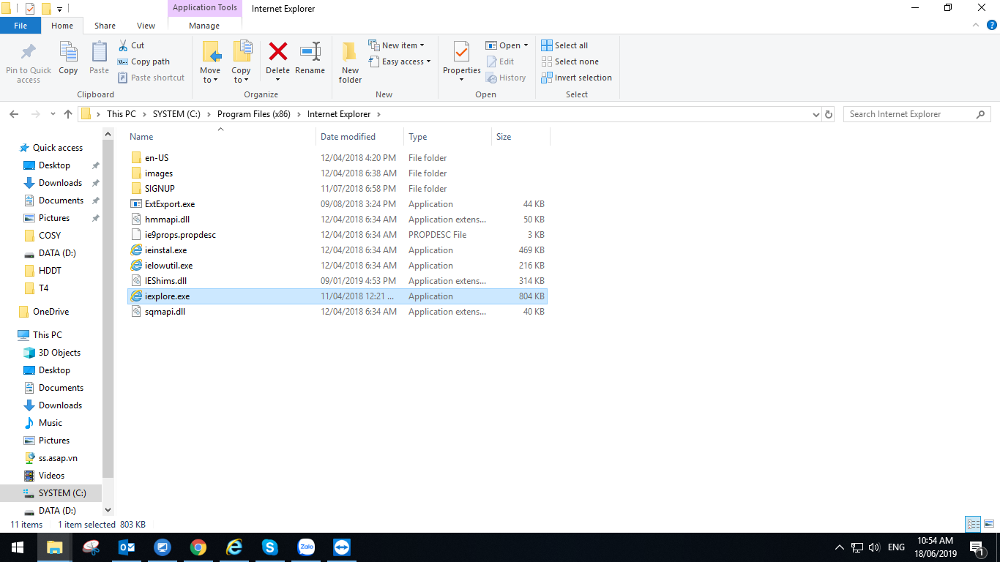 Application Tools
Internet Explorer
File
Home
Share
View
Manage
Pin to Quick access
Copy
Paste
Cut
Copy path
Paste shortcut
Clipboard
Move to
Copy to
Delete
Rename
Organize
New folder
New item
Easy access
New
Properties
Open
Edit
History
Open
Select all
Select none
Invert selection
Select
This PC > SYSTEM (C:) > Program Files (x86) > Internet Explorer >
Search Internet Explorer
Name Date modified Type Size
en-US 12/04/2018 4:20 PM File folder
images 12/04/2018 6:38 AM File folder
SIGNUP 11/07/2018 6:58 PM File folder
ExtExport.exe 09/08/2018 3:24 PM Application 44 KB
hmmapi.dll 12/04/2018 6:34 AM Application extens... 50 KB
ie9props.propdesc 12/04/2018 6:34 AM PROPDESC File 3 KB
ieinstal.exe 12/04/2018 6:34 AM Application 469 KB
ielowutil.exe 12/04/2018 6:34 AM Application 216 KB
IEShims.dll 09/01/2019 4:53 PM Application extens... 314 KB
iexplore.exe 11/04/2018 12:21 ... Application 804 KB
sqmapi.dll 12/04/2018 6:34 AM Application extens... 40 KB
Quick access
Desktop
Downloads
Documents
Pictures
COSY
DATA (D:)
HDDT
T4
OneDrive
This PC
3D Objects
Desktop
Documents
Downloads
Music
Pictures
ss.asap.vn
Videos
SYSTEM (C:)
DATA (D:)
11 items 1 item selected 803 KB
Zalo
ENG
10:54 AM
18/06/2019
1